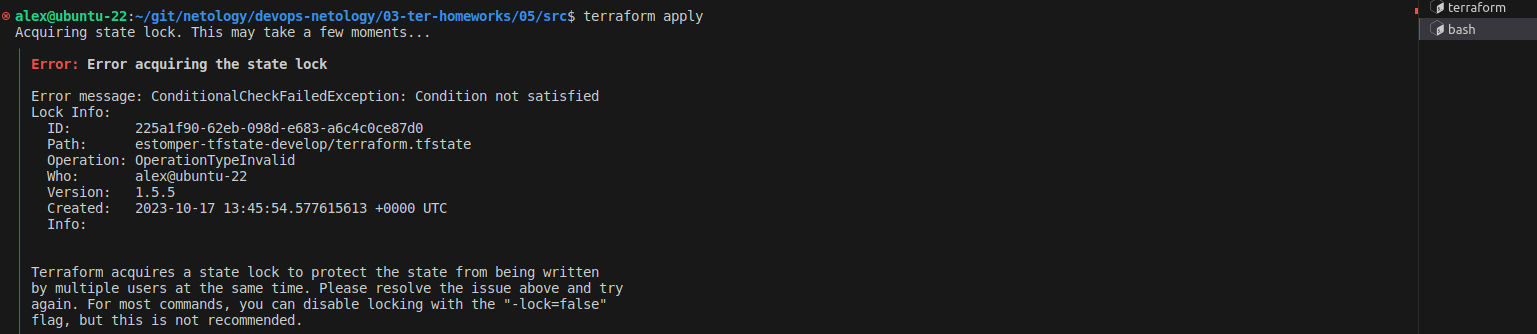 alex@ubuntu-22:~/git/netology/devops-netology/03-ter-homeworks/05/src$ terraform apply
Acquiring state lock. This may take a few moments...
Error: Error acquiring the state lock
Error message: ConditionalCheckFailedException: Condition not satisfied
Lock Info:
ID: 225a1f90-62eb-098d-e683-a6c4c0ce87d0
Path: estomper-tfstate-develop/terraform.tfstate
Operation: OperationTypeInvalid
Who: alex@ubuntu-22
Version: 1.5.5
Created: 2023-10-17 13:45:54.577615613 +0000 UTC
Info:
Terraform acquires a state lock to protect the state from being written
by multiple users at the same time. Please resolve the issue above and try
again. For most commands, you can disable locking with the "-lock=false"
flag, but this is not recommended.
terraform
bash